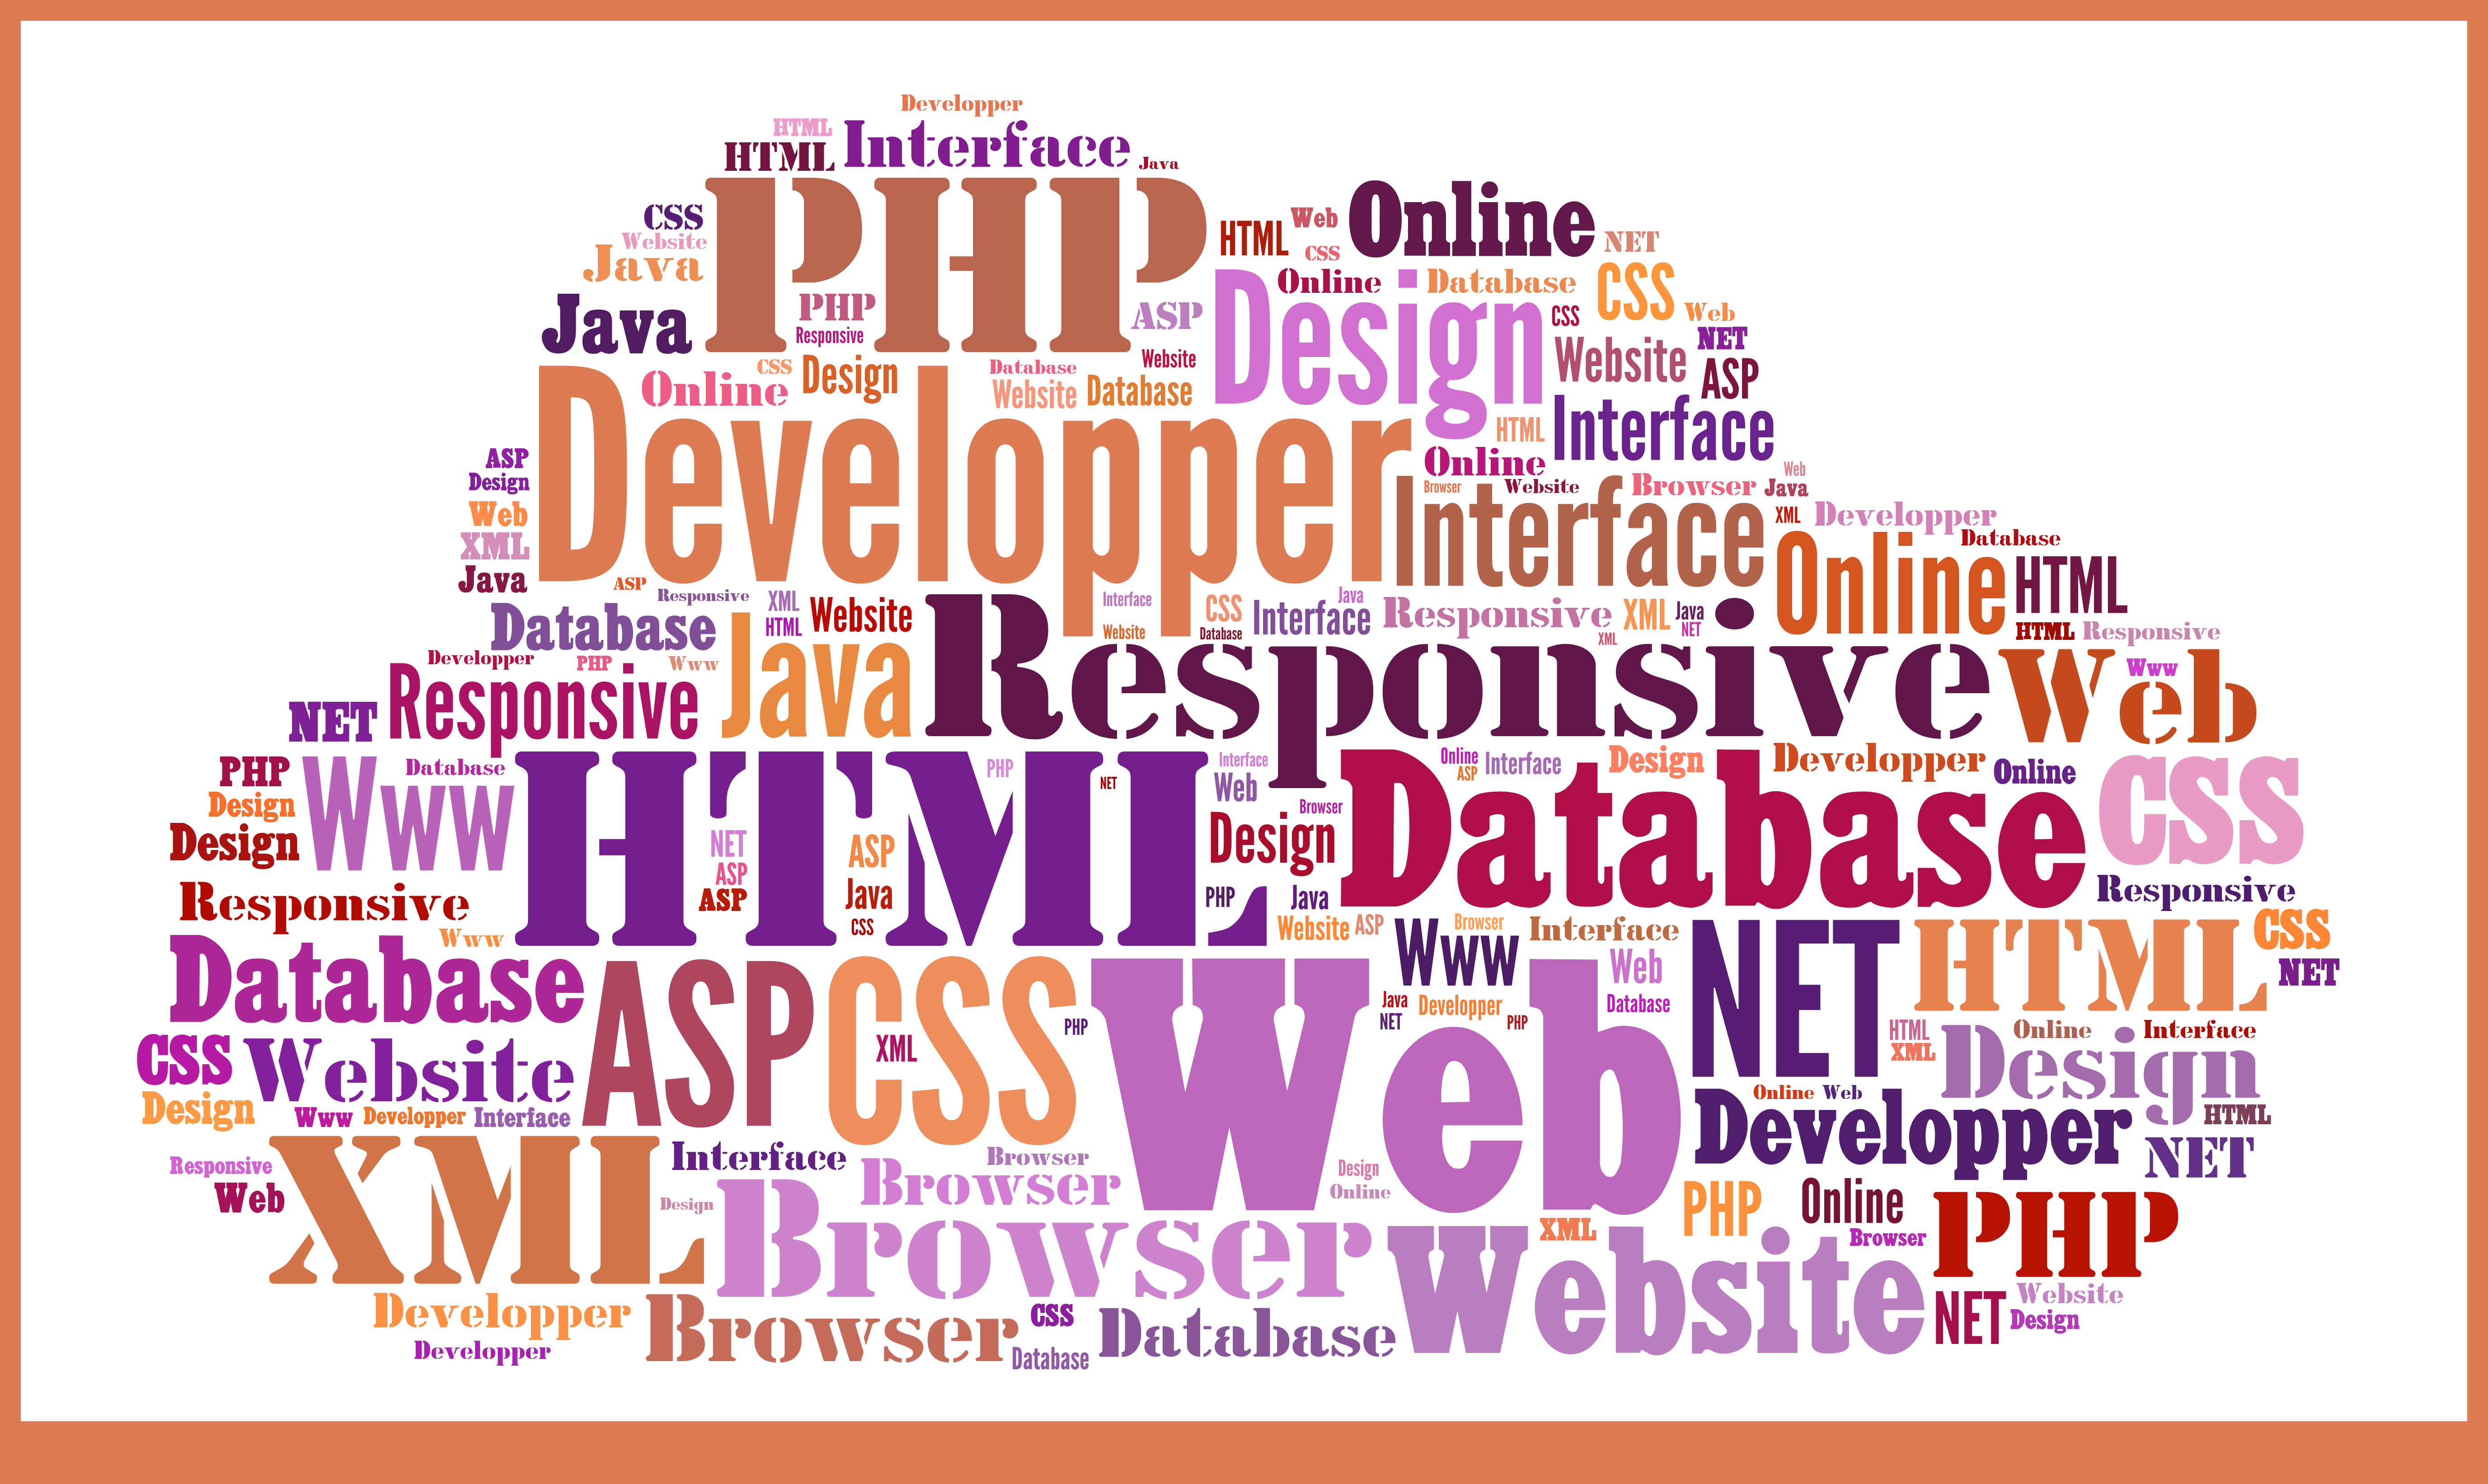 Developper
HTML
Interface
HTML
Java
PHP
Online
CSS
Web
HTML
Website
NET
CSS
Java
Design
Online
Database
CSS
Java
PHP
ASP
CSS
Web
Responsive
NET
Website
Website
CSS
Design
Database
ASP
Online
Website
Database
Developper
Interface
HTML
ASP
Online
Web
Design
Browser
Website
Browser
Java
Web
Interface
XML
Developper
XML
Database
Java
ASP
Online
HTML
Database
Responsive
XML
Website
Responsive
Interface
CSS
Java
Interface
Responsive
XML
Java
HTML
Website
Database
NET
XML
HTML
Responsive
Developper
PHP
Www
Java
Web
Www
Responsive
NET
PHP
Www
Database
HTML
PHP
NET
Interface
Web
Database
Online
ASP
Interface
Design
Developper
Online
CSS
Design
Design
NET
ASP
ASP
ASP
Java
CSS
Browser
Design
PHP
Java
Responsive
Responsive
Www
Website
ASP
Www
Browser
Interface
NET
HTML
CSS
NET
Database
ASP
CSS
Web
Web
Java
NET
Developper
PHP
Database
CSS
Website
XML
PHP
HTML
XML
Design
Online
Interface
Design
Www
Developper
Interface
Online
Web
Developper
HTML
NET
XML
Interface
Browser
Browser
Design
Online
Responsive
Web
Design
Browser
Website
XML
PHP
Online
Browser
PHP
Developper
Browser
CSS
Database
NET
Website
Design
Developper
Database